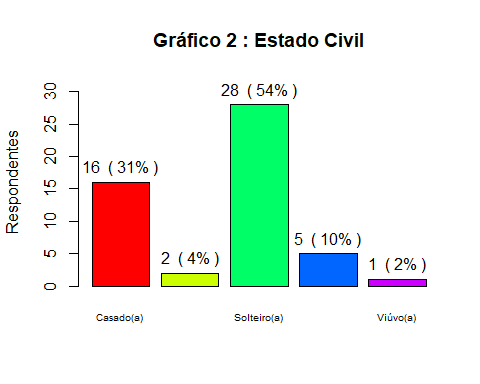 Gráfico 2 : Estado Civil
Respondentes
30
25
20
15
10
5
0
16 ( 31% )
2 ( 4% )
28 ( 54% )
5 ( 10% )
1 ( 2% )
Casado(a)
Solteiro(a)
Viúvo(a)